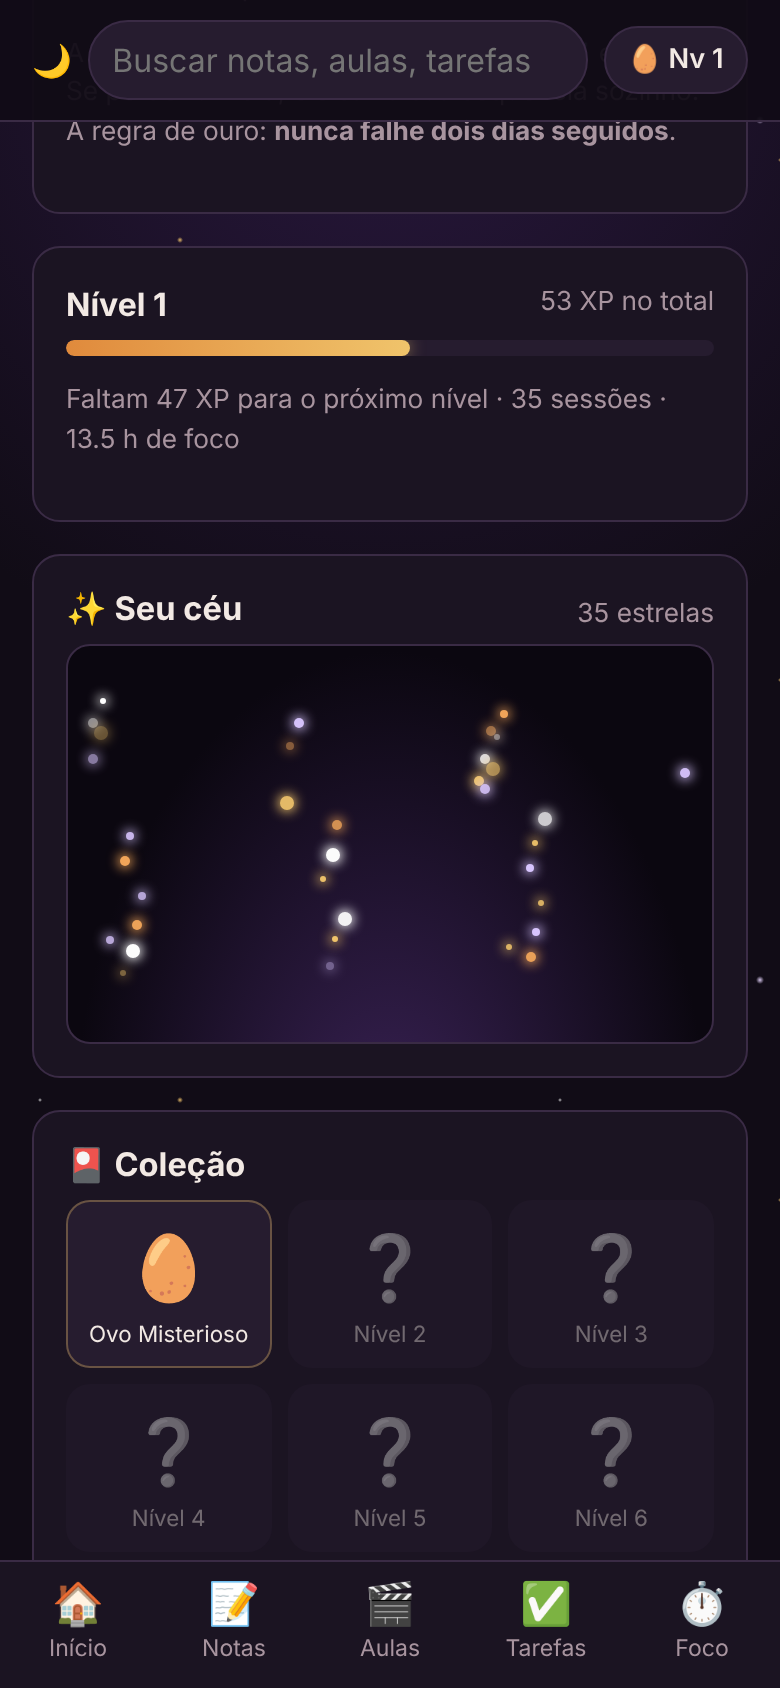 Buscar notas, aulas, tarefas
Nv 1
A regra de ouro: nunca falhe dois dias seguidos.
Nível 1
53 XP no total
Faltam 47 XP para o próximo nível · 35 sessões ·
13.5 h de foco
Seu céu
35 estrelas
Coleção
Ovo Misterioso
Nível 2
Nível 3
Nível 4
Nível 5
Nível 6
Início
Notas
Aulas
Tarefas
Foco